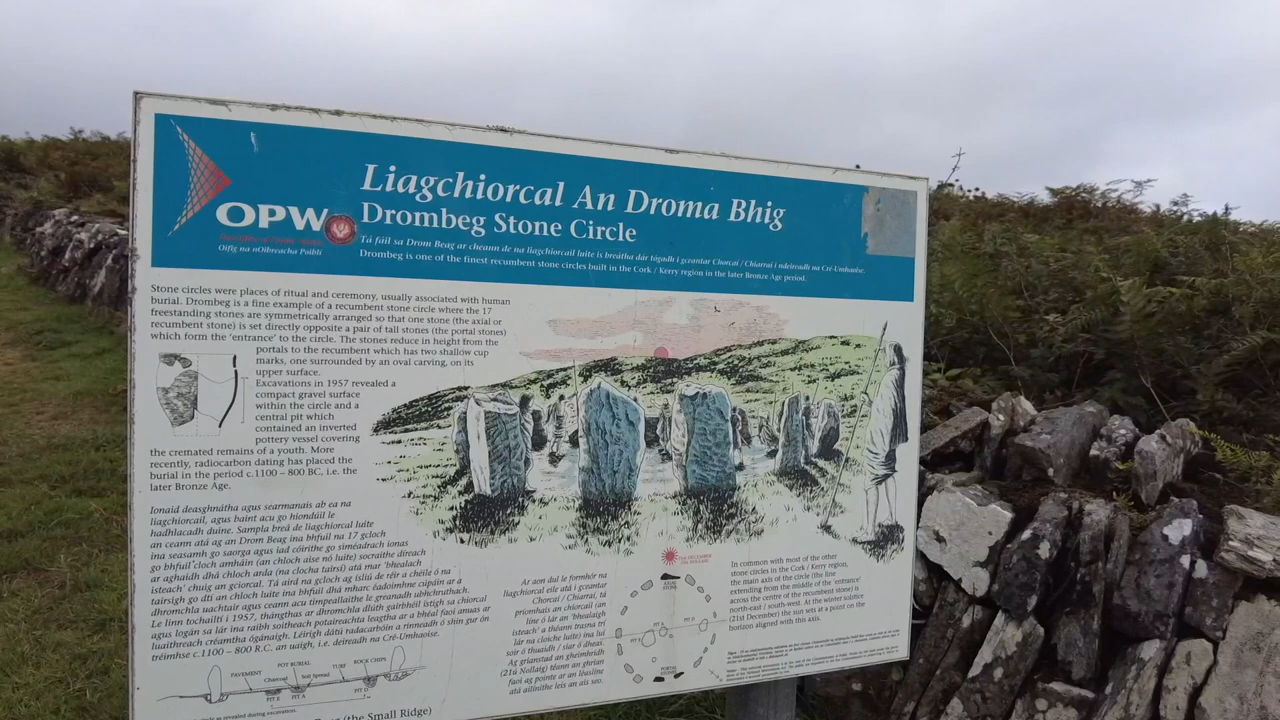 Liagchiorcal An Droma Bhig
OPW
Drombeg Stone Circle
Oifig na nOibreacha Poiblí
Tá fáil sa Drom Beag ar cheann de na liagchiorcail luite is breátha dár tógadh i gceantar Chorcaí / Chiarraí i ndeireadh na Cré-Umhaoise.
Drombeg is one of the finest recumbent stone circles built in the Cork / Kerry region in the later Bronze Age period.
Stone circles were places of ritual and ceremony, usually associated with human
burial. Drombeg is a fine example of a recumbent stone circle where the 17
freestanding stones are symmetrically arranged so that one stone (the axial or
recumbent stone) is set directly opposite a pair of tall stones (the portal stones)
which form the 'entrance' to the circle. The stones reduce in height from the
portals to the recumbent which has two shallow cup
marks, one surrounded by an oval carving, on its
upper surface.
Excavations in 1957 revealed a
compact gravel surface
within the circle and a
central pit which
contained an inverted
pottery vessel covering
the cremated remains of a youth. More
recently, radiocarbon dating has placed the
burial in the period c.1100 – 800 BC, i.e. the
later Bronze Age.
Ionaid deasghnátha agus searmanais ab ea na
liagchiorcail, agus baint acu go hiondúil le
hadhlacadh duine. Sampla breá de liagchiorcal luite
an ceann atá ag an Drom Beag ina bhfuil na 17 gcloch
ina seasamh go saorga agus iad cóirithe go siméadrach ionas
go bhfuil cloch amháin (an chloch aise nó luite) socraithe díreach
ar aghaidh dhá chloch arda (na clocha tairsí) atá mar 'bhealach
isteach' chuig an gciorcal. Tá aird na gcloch ag ísliú de réir a chéile ó na
tairsigh go dtí an chloch luite ina bhfuil dhá mharc éadoimhne cúpáin ar a
dhromchla uachtair agus ceann acu timpeallaithe le greanadh ubhchruthach.
Le linn tochailtí i 1957, thángthas ar dhromchla dlúth gairbhéil istigh sa chiorcal
agus logán sa lár ina raibh soitheach potaireachta leagtha ar a bhéal faoi anuas ar
luaithreach créamtha ógánaigh. Léirigh dátú radacarbóin a rinneadh ó shin gur ón
tréimhse c.1100 – 800 R.C. an uaigh, i.e. deireadh na Cré-Umhaoise.
POT BURIAL
TURF
ROCK CHIPS
PAVEMENT
Charcoal
Soil Spread
PIT E
PIT A
PIT D
as revealed during excavation.
(the Small Ridge)
Ar aon dul le formhór na
liagchiorcail eile atá i gceantar
Chorcaí / Chiarraí, tá
príomhais an chiorcail (an
líne ó lár an 'bhealaigh
isteach' a théann trasna trí
lár na cloiche luite) ina luí
soir ó thuaidh / siar ó dheas.
Ag grianstad an gheimhridh
(21ú Nollaig) téann an ghrian
faoi ag pointe ar an léaslíne
atá ailínithe leis an ais seo.
AXIAL
STONE
PIT A
PORTAL
STONES
In common with most of the other
stone circles in the Cork / Kerry region,
the main axis of the circle (the line
extending from the middle of the 'entrance'
across the centre of the recumbent stone) is
north-east / south-west. At the winter solstice
(21st December) the sun sets at a point on the
horizon aligned with this axis.